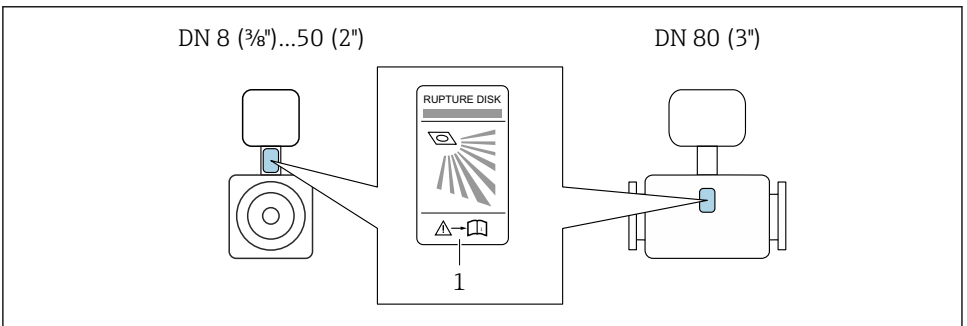 DN 8 (⅜")...50 (2")
DN 80 (3")
RUPTURE DISK
1